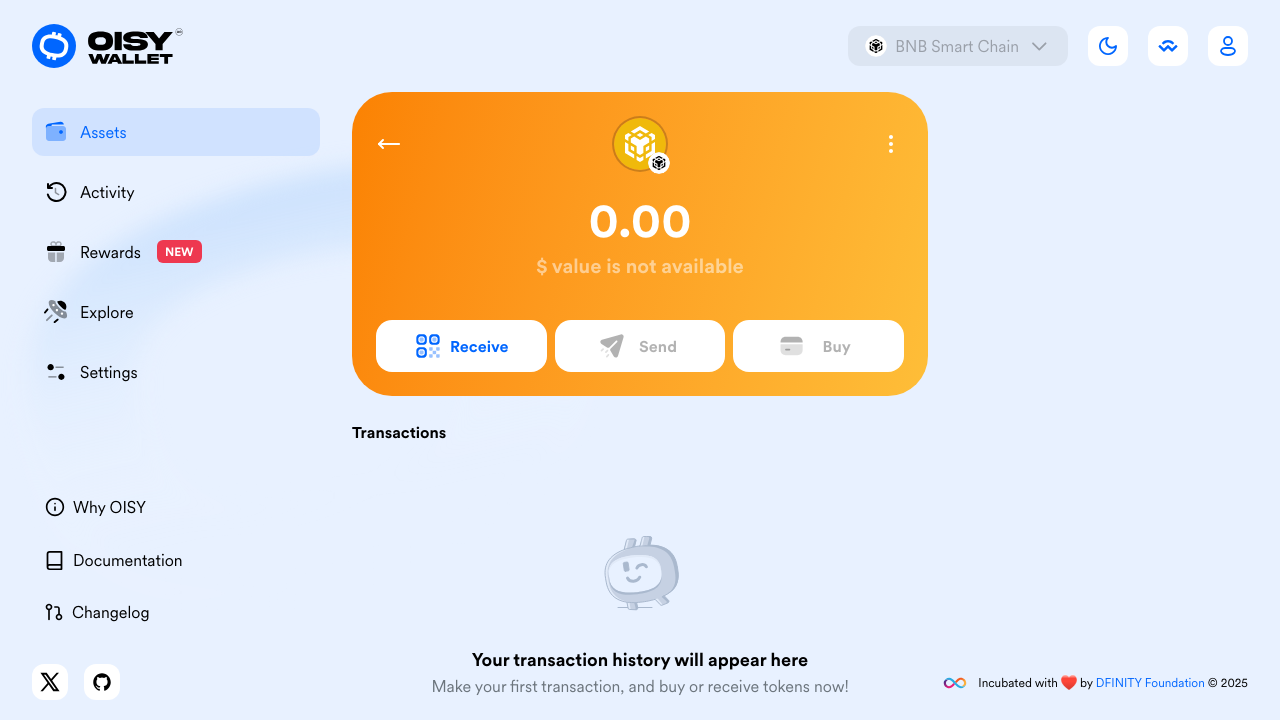 OISY
WALLET
BNB Smart Chain
Assets
Activity
Rewards NEW
Explore
Settings
Why OISY
Documentation
Changelog
0.00
$ value is not available
Receive
Send
Buy
Transactions
Your transaction history will appear here
Make your first transaction, and buy or receive tokens now!
Incubated with ❤️ by DFINITY Foundation © 2025